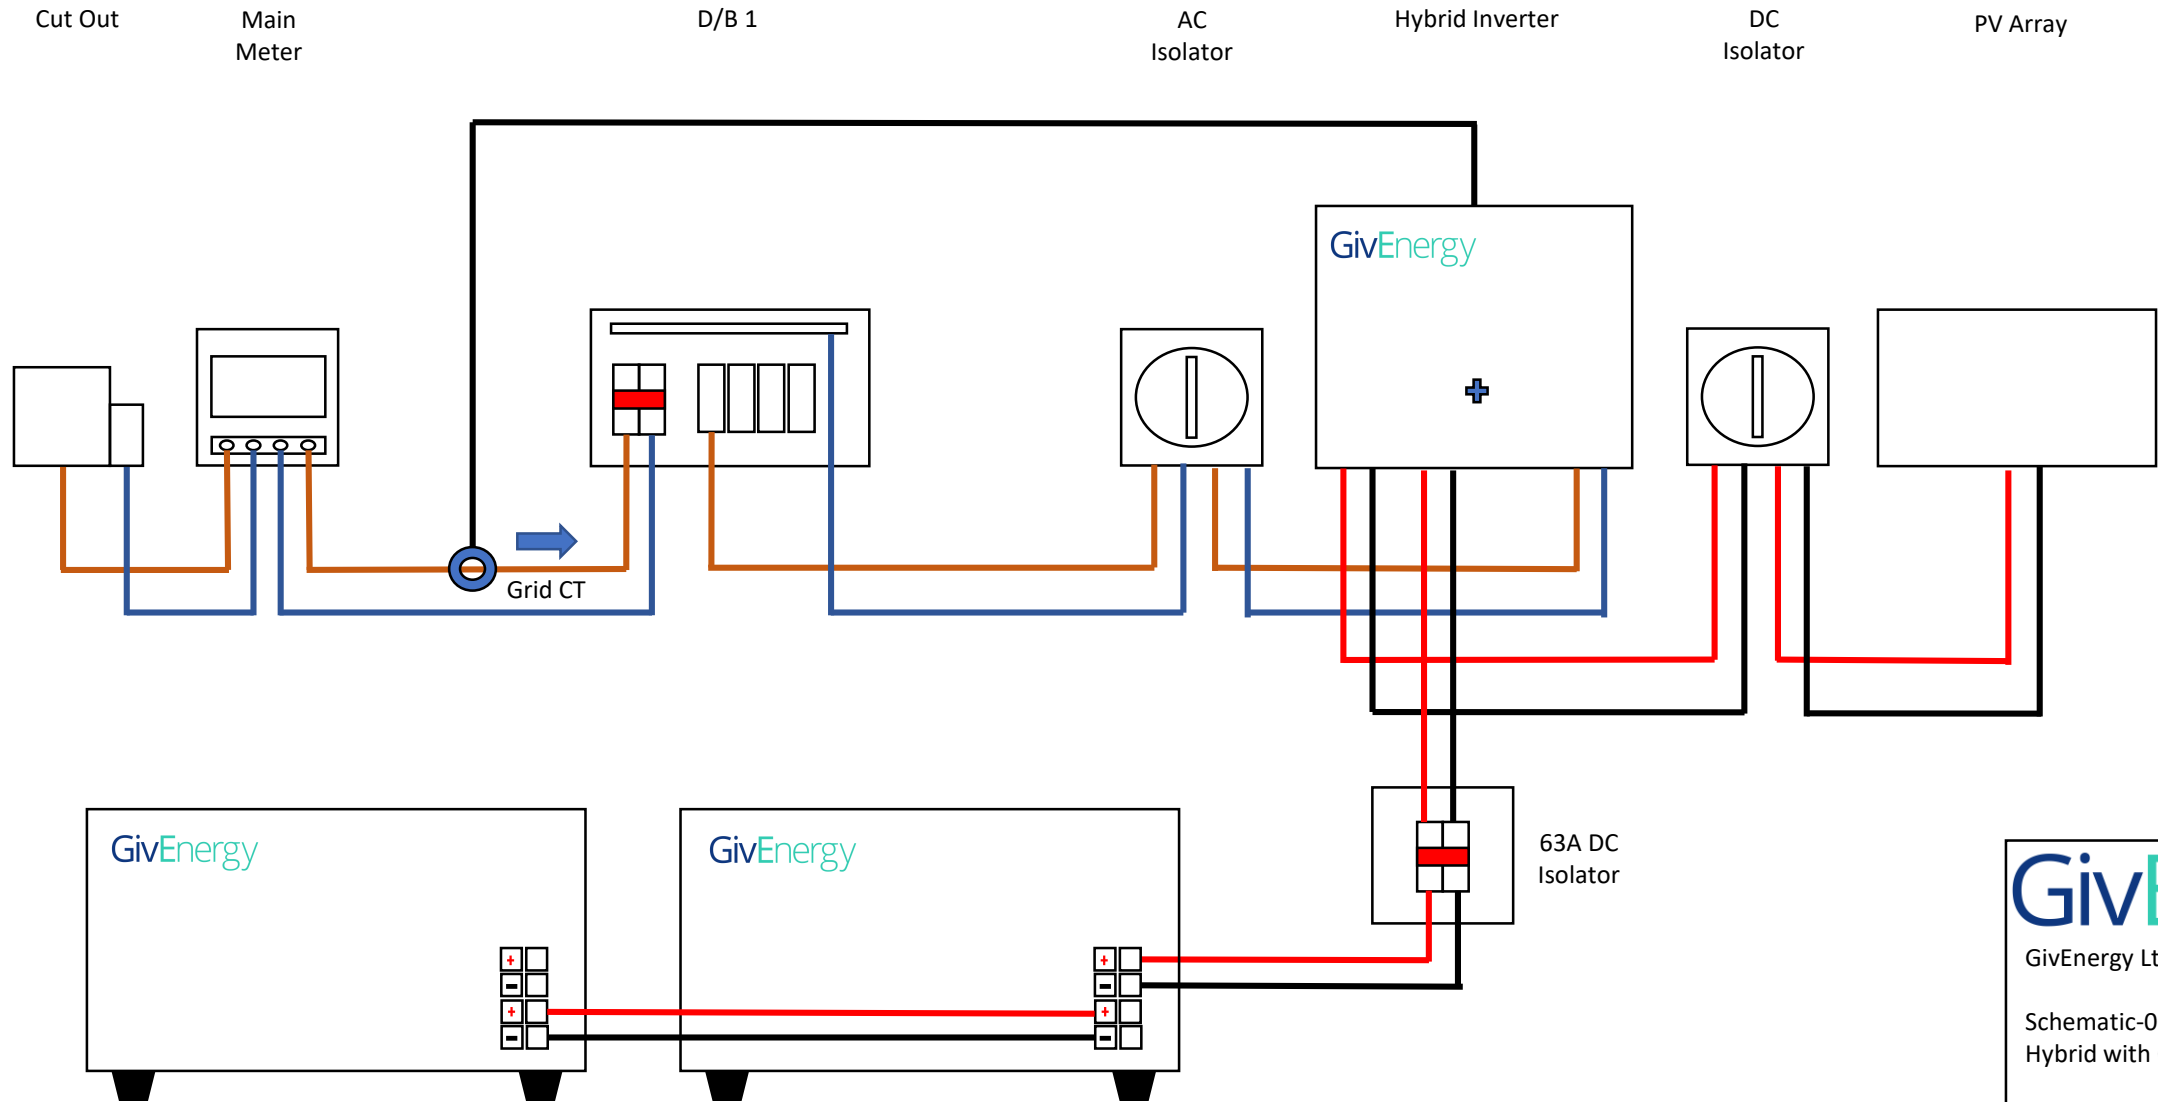 Cut Out
Main
Meter
D/B 1
AC
Isolator
Hybrid Inverter
DC
Isolator
PV Array
GivEnergy
Grid CT
GivEnergy
GivEnergy
63A DC
Isolator
+
-
+
-
+
-
+
-
GivE
GivEnergy Lt
Schematic-0
Hybrid with